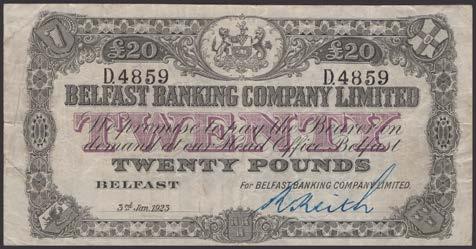 £20 £20
D.4859 D.4859
BELFAST BANKING COMPANY LIMITED
TWENTY
We promise to pay the Bearer on
demand at our Head Office Belfast
TWENTY POUNDS
BELFAST For BELFAST BANKING COMPANY LIMITED.
3rd Jan. 1923